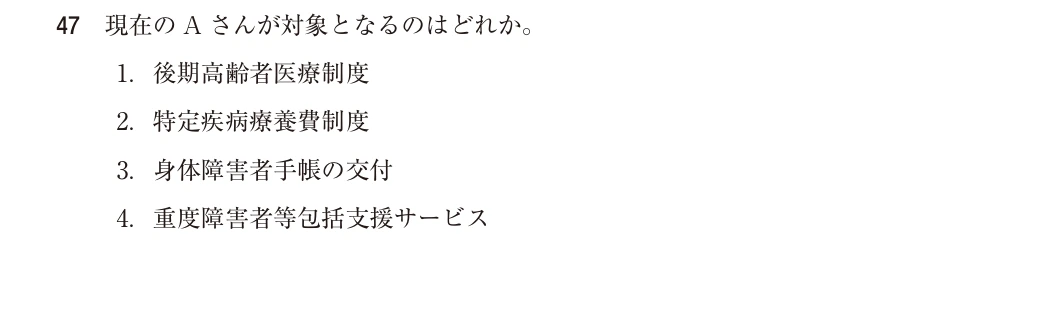 47 現在の A さんが対象となるのはどれか。
1. 後期高齢者医療制度
2. 特定疾病療養費制度
3. 身体障害者手帳の交付
4. 重度障害者等包括支援サービス